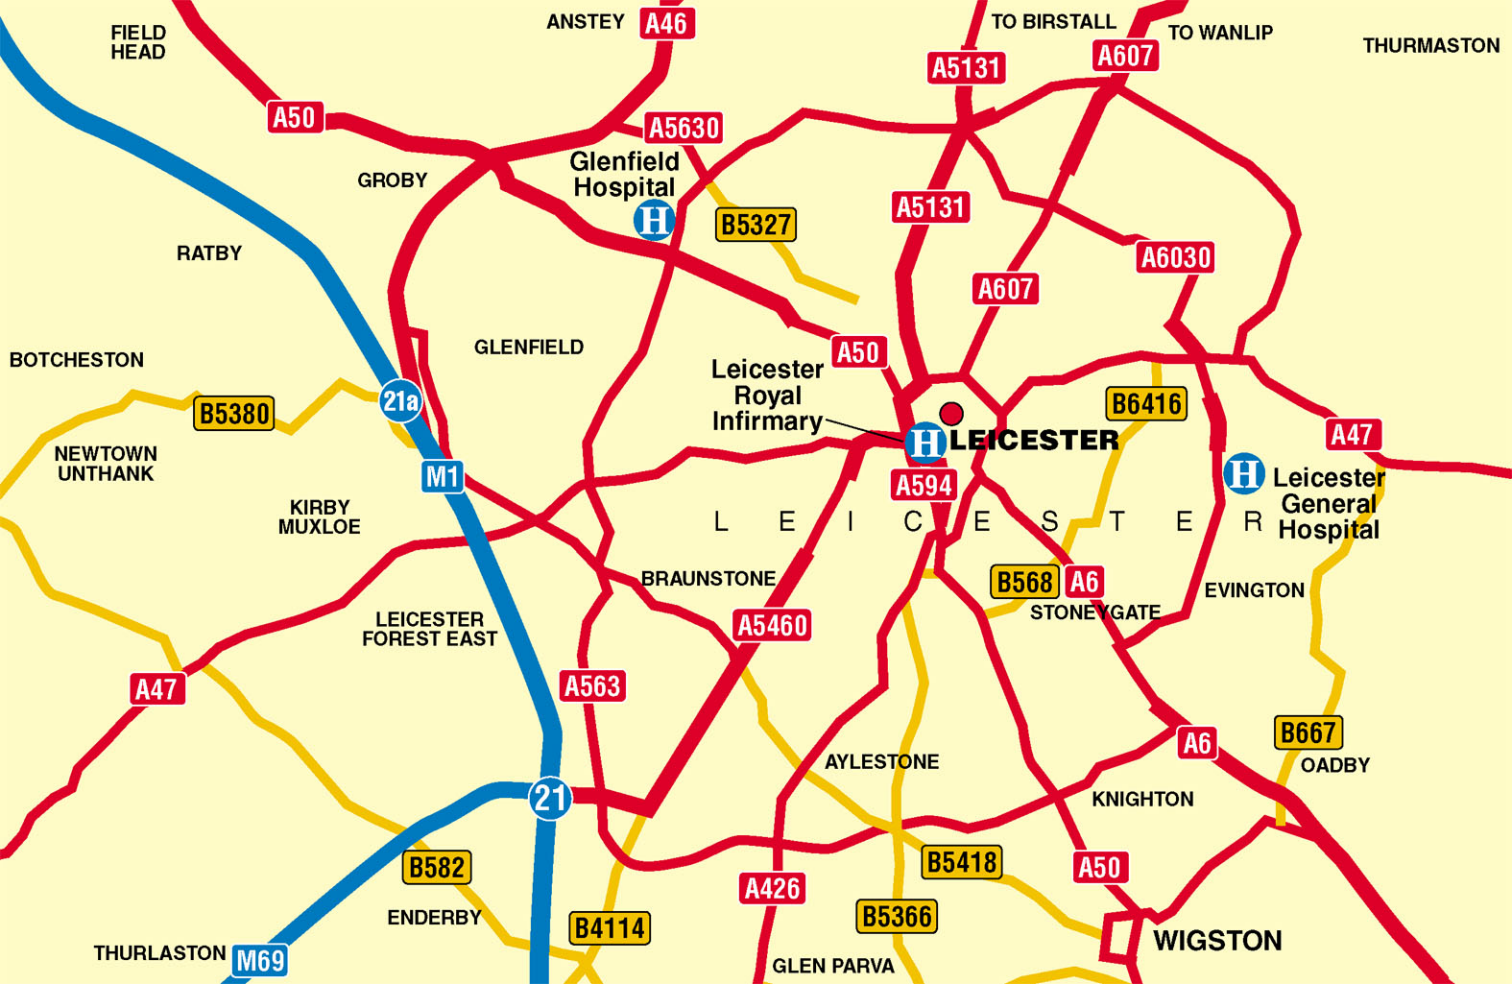 ANSTEY
A46
TO BIRSTALL
TO WANLIP
FIELD
HEAD
THURMASTON
A5131
A607
A50
A5630
Glenfield
Hospital
H
GROBY
A5131
B5327
RATBY
A6030
A607
GLENFIELD
BOTCHESTON
A50
Leicester
Royal
Infirmary
21a
B5380
B6416
H
LEICESTER
A47
NEWTOWN
UNTHANK
M1
A594
H
Leicester
General
Hospital
KIRBY
MUXLOE
L E I C E S T E R
BRAUNSTONE
B568
A6
EVINGTON
STONEYGATE
LEICESTER
FOREST EAST
A5460
A47
A563
B667
A6
AYLESTONE
OADBY
21
KNIGHTON
B582
B5418
A50
A426
ENDERBY
B4114
B5366
THURLASTON
M69
WIGSTON
GLEN PARVA